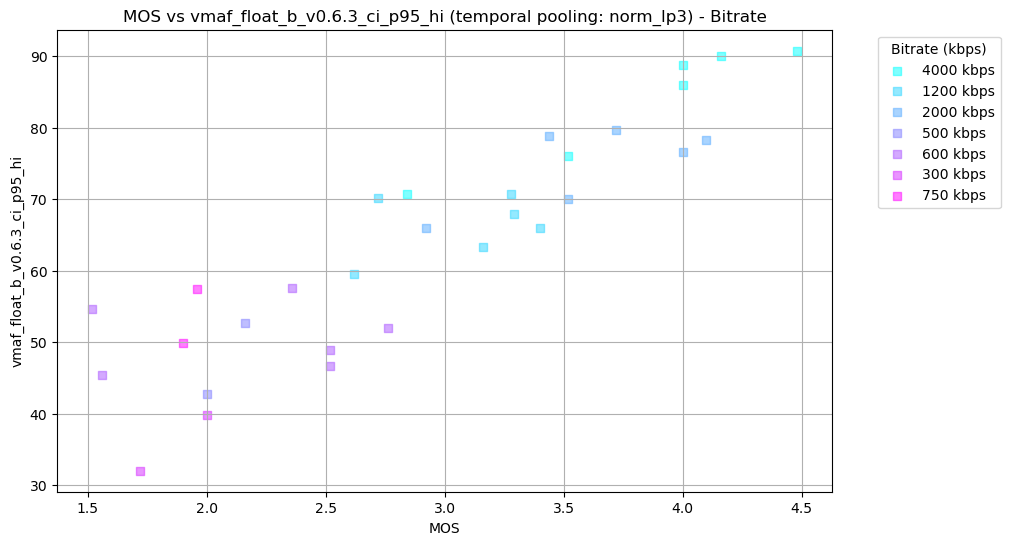 MOS vs vmaf_float_b_v0.6.3_ci_p95_hi (temporal pooling: norm_lp3) - Bitrate
90
80
70
60
50
40
30
vmaf_float_b_v0.6.3_ci_p95_hi
1.5 2.0 2.5 3.0 3.5 4.0 4.5
MOS
Bitrate (kbps)
4000 kbps
1200 kbps
2000 kbps
500 kbps
600 kbps
300 kbps
750 kbps